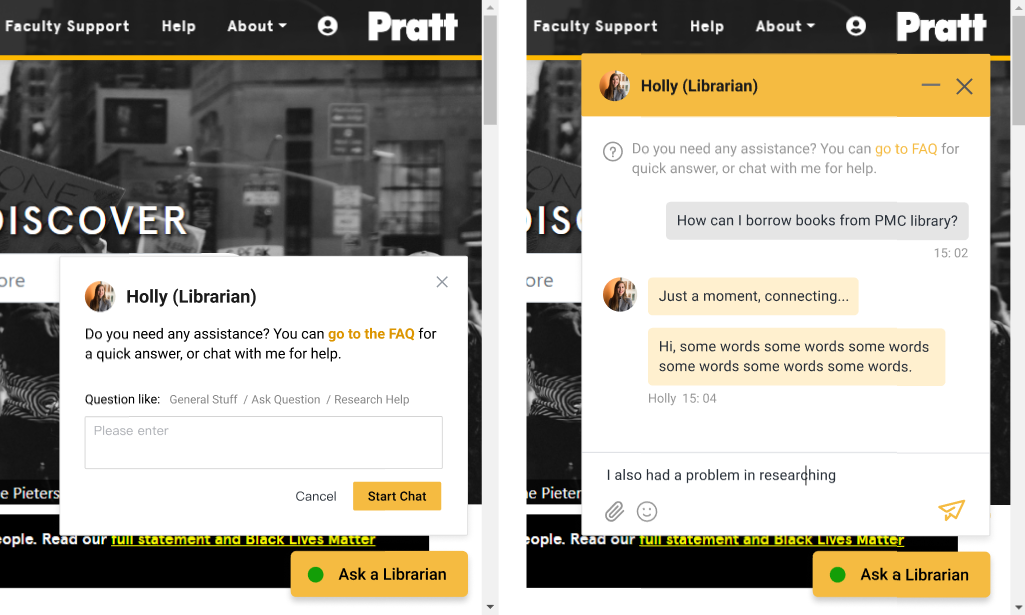 Faculty Support Help About Pratt
ONE
DISCOVER
ore
Holly (Librarian)
Do you need any assistance? You can go to the FAQ for
a quick answer, or chat with me for help.
Question like: General Stuff / Ask Question / Research Help
Please enter
Cancel Start Chat
e Pieters
eople. Read our full statement and Black Lives Matter
Ask a Librarian
Faculty Support Help About Pratt
Holly (Librarian)
Do you need any assistance? You can go to FAQ for
quick answer, or chat with me for help.
DISC
How can I borrow books from PMC library?
15: 02
ore
Just a moment, connecting...
Hi, some words some words some words
some words some words some words.
Holly 15: 04
I also had a problem in researching
e Pieters
eople. Read our full statement and Black Lives Matter
Ask a Librarian